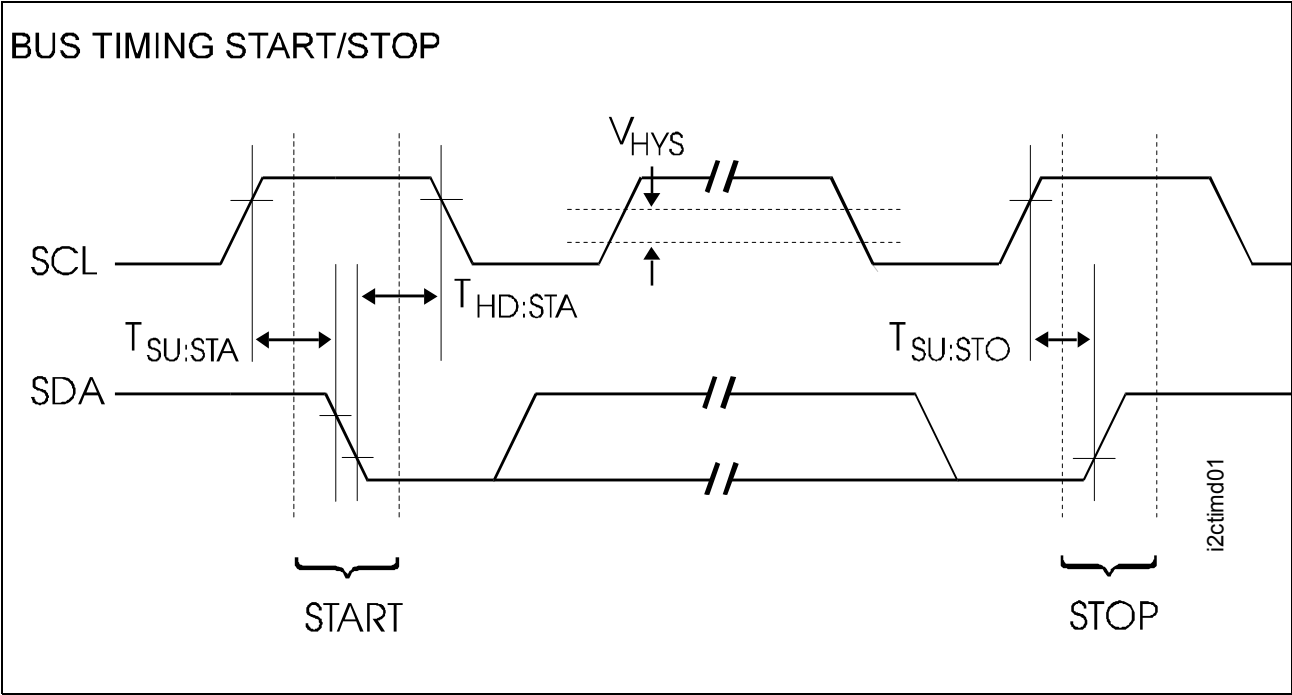 BUS TIMING START/STOP
VHYS
SCL
THD:STA
TSU:STA
TSU:STO
SDA
i2ctimd01
START
STOP